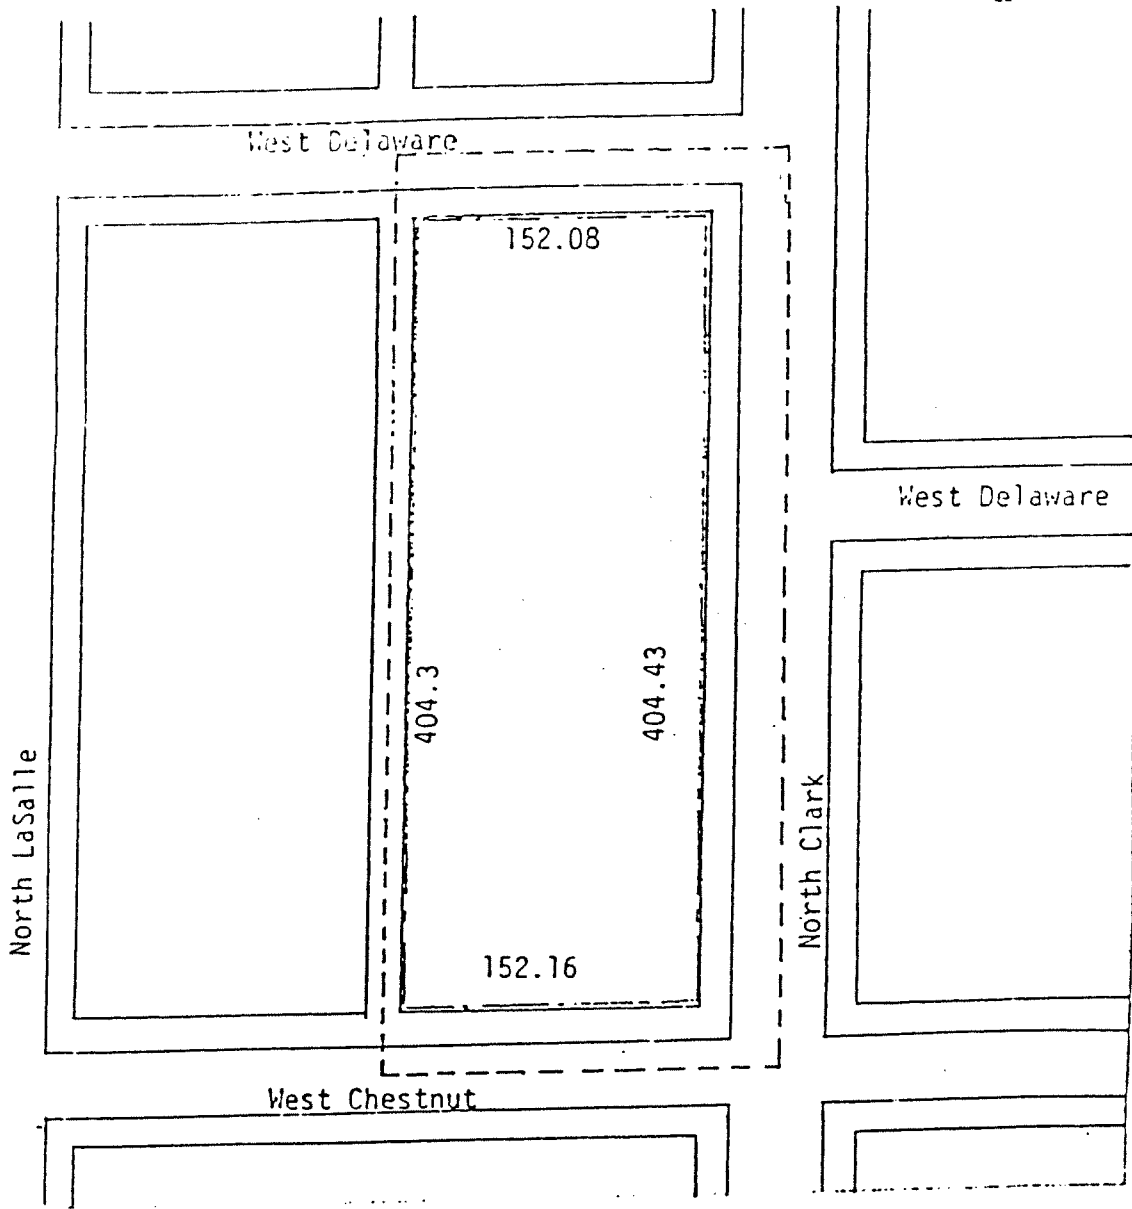 West Delaware
152.08
West Delaware
404.3
404.43
North LaSalle
North Clark
152.16
West Chestnut